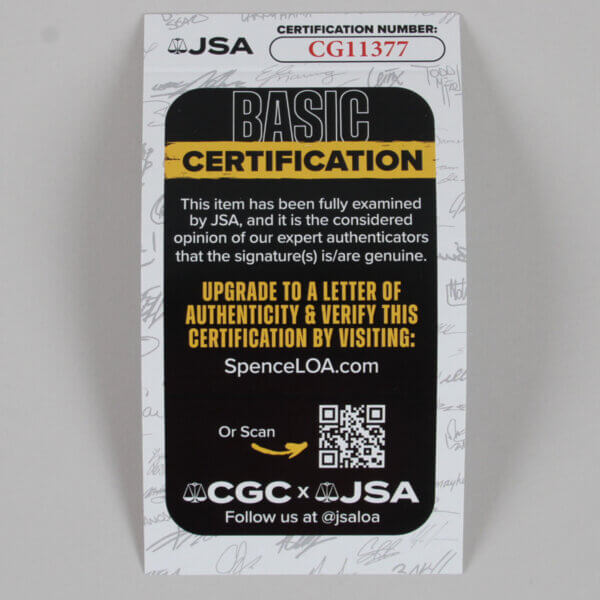 JSA
CERTIFICATION NUMBER:
CG11377
BASIC
CERTIFICATION
This item has been fully examined
by JSA, and it is the considered
opinion of our expert authenticators
that the signature(s) is/are genuine.
UPGRADE TO A LETTER OF
AUTHENTICITY & VERIFY THIS
CERTIFICATION BY VISITING:
SpenceLOA.com
Or Scan
CGC x JSA
Follow us at @jsaloa